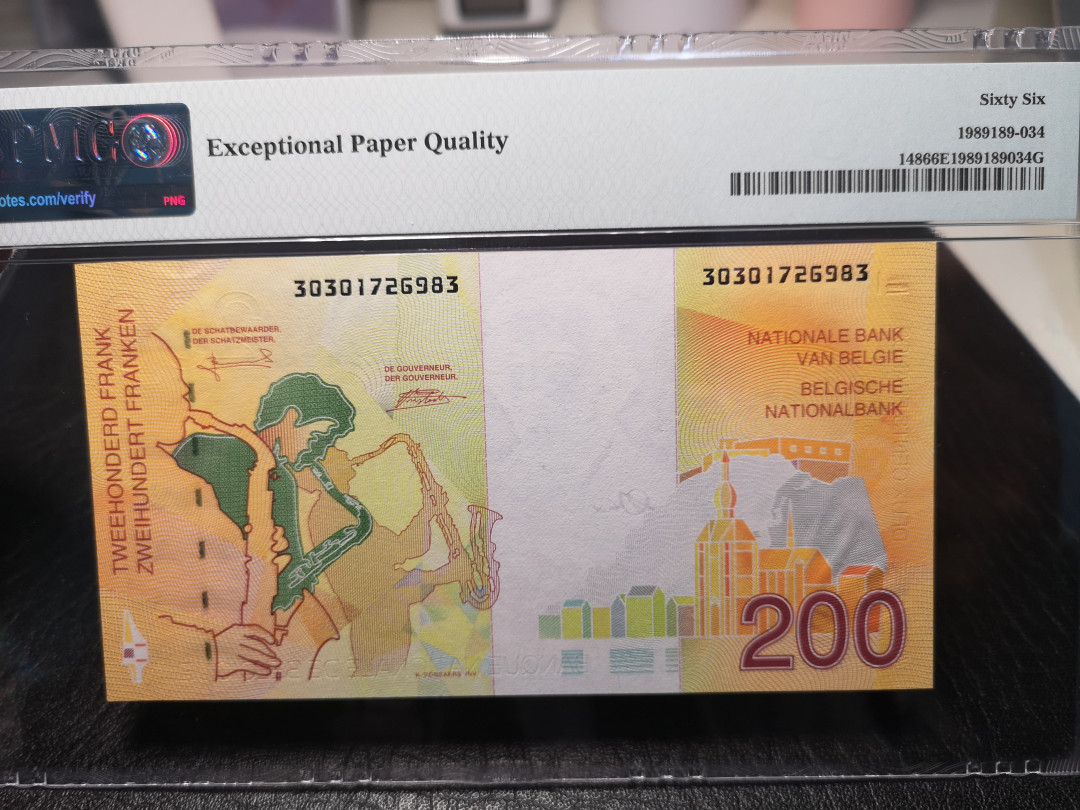 PMG
Exceptional Paper Quality
Sixty Six
1989189-034
14866E1989189034G
otes.com/verify
PNG
30301726983
30301726983
DE SCHATBEWAARDER,
DER SCHATZMEISTER,
DE GOUVERNEUR,
DER GOUVERNEUR,
TWEEHONDERD FRANK
ZWEIHUNDERT FRANKEN
NATIONALE BANK
VAN BELGIE
BELGISCHE
NATIONALBANK
200